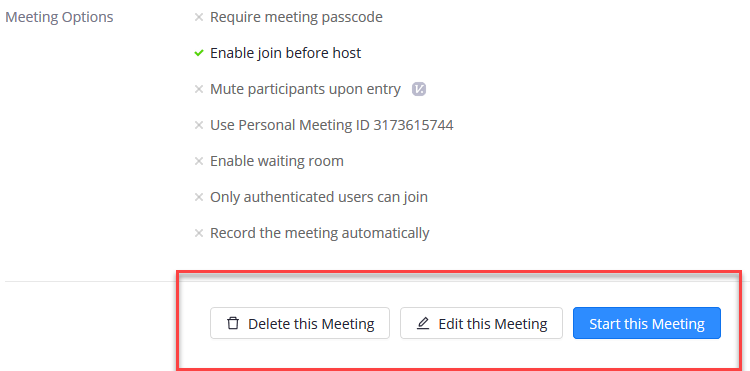 Meeting Options
Require meeting passcode
Enable join before host
Mute participants upon entry
Use Personal Meeting ID 3173615744
Enable waiting room
Only authenticated users can join
Record the meeting automatically
Delete this Meeting
Edit this Meeting
Start this Meeting